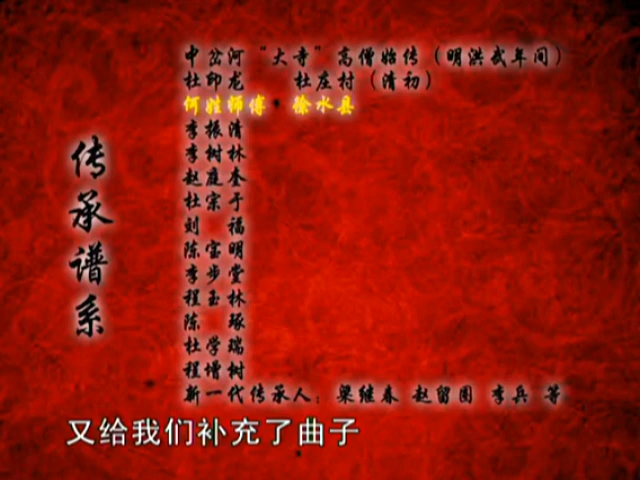 传承谱系
中岔河“大寺”高僧始传（明洪武年间）
杜印龙 杜庄村（清初）
何姓师傅·徐水县
李振清
李树林
赵庭奎
杜宗于
刘福
陈宝明
李步堂
程玉林
陈琢
杜学瑞
程增树
新一代传承人：梁继春 赵留圈 李兵 等。
又给我们补充了曲子